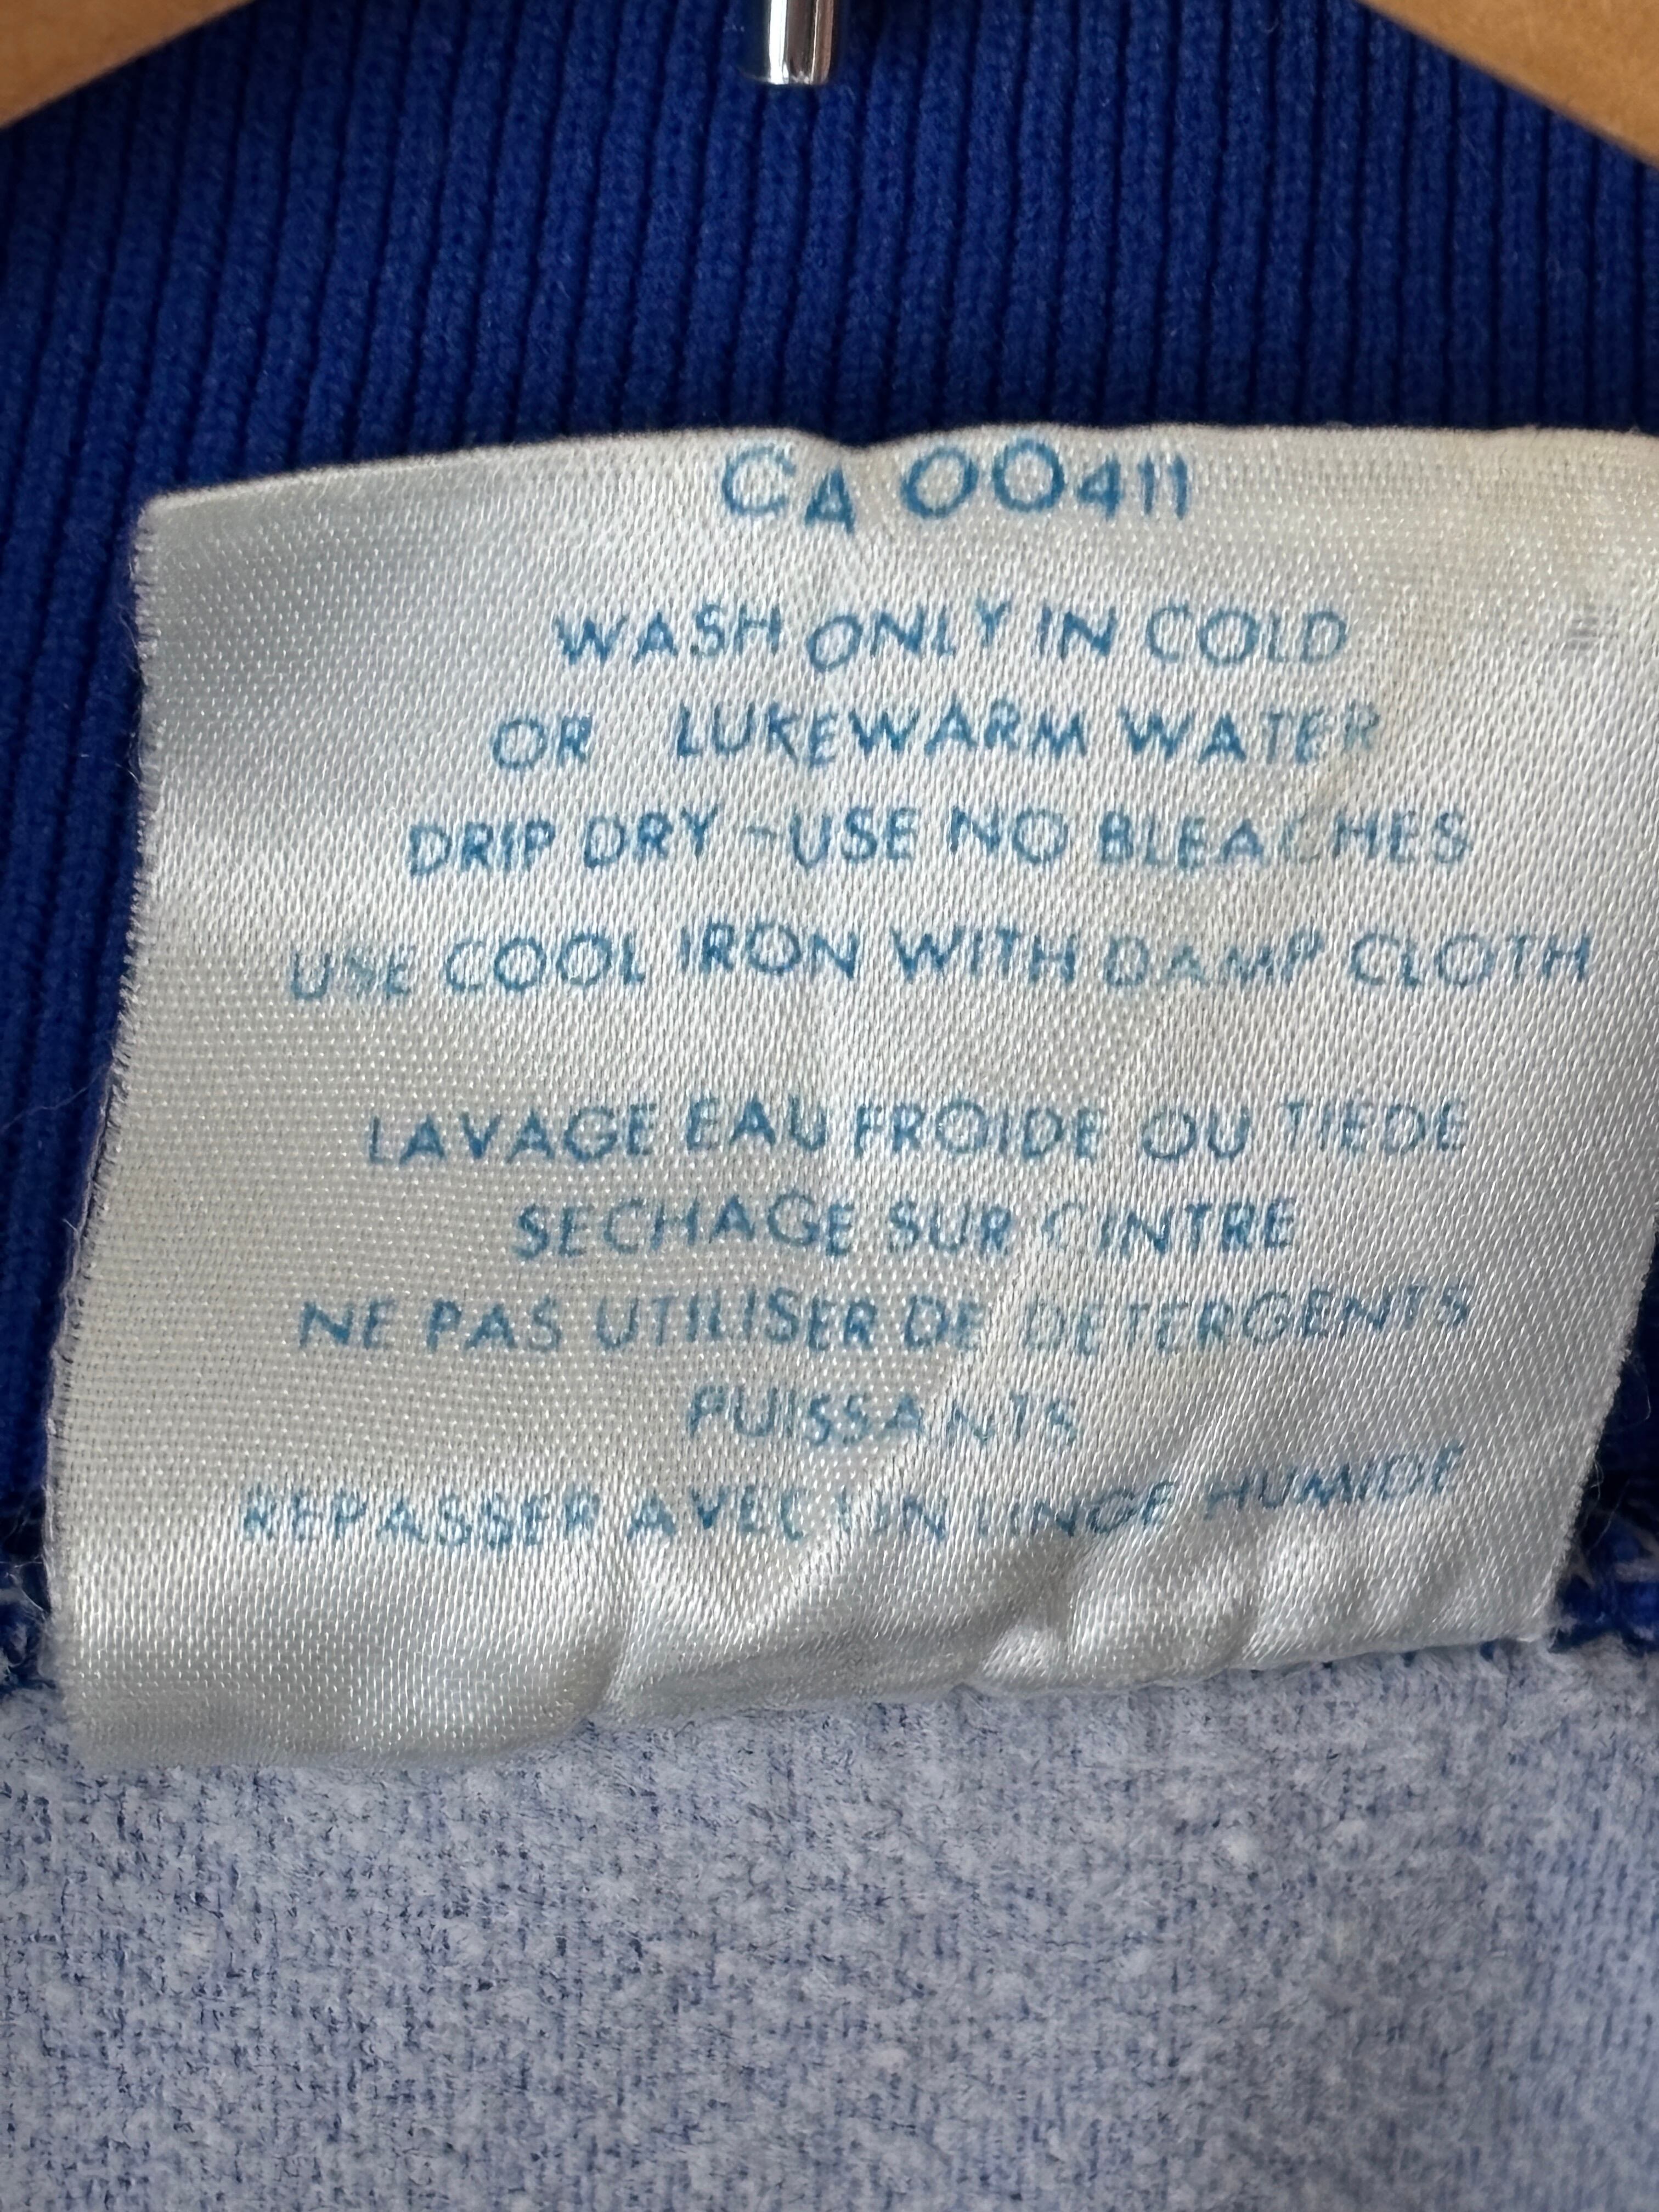 CA 00411
WASH ONLY IN COLD
OR LUKEWARM WATER
DRIP DRY - USE NO BLEACHES
USE COOL IRON WITH DAMP CLOTH
LAVAGE EAU FROIDE OU TIEDE
SECHAGE SUR CINTRE
NE PAS UTILISER DE DETERGENTS
PUISSANTS
REPASSER AVEC UN LINGE HUMIDE